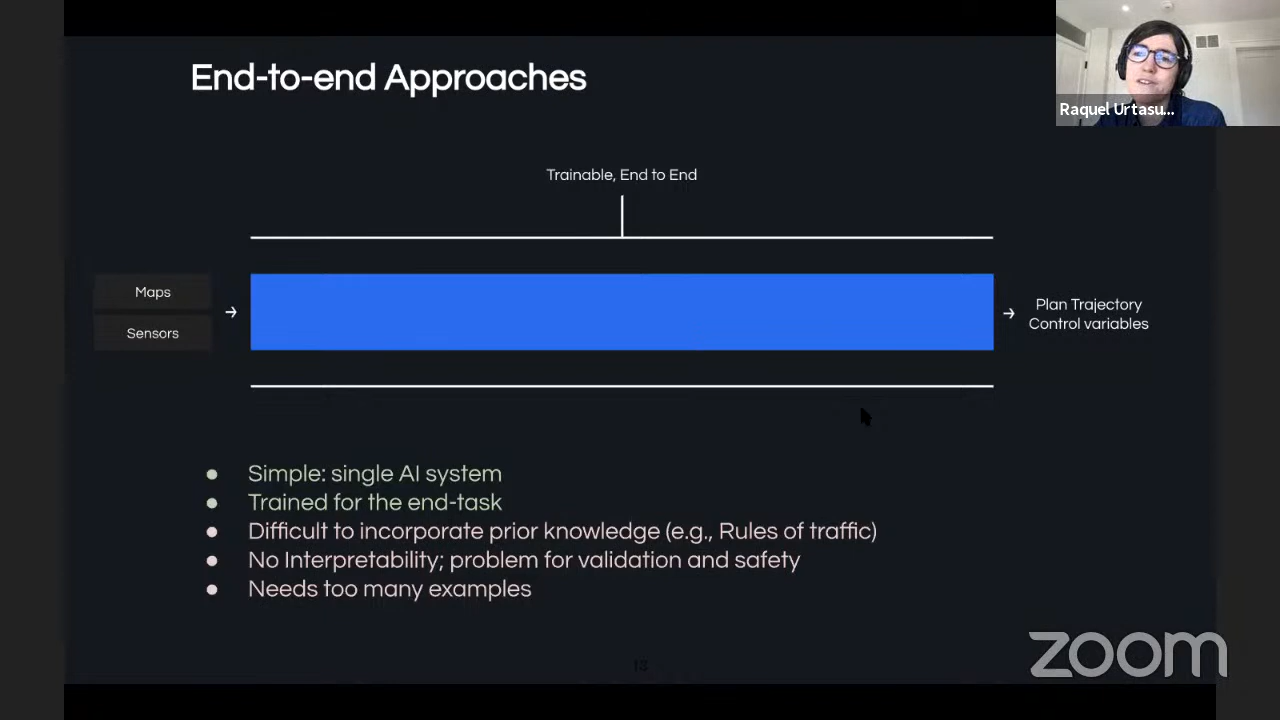 End-to-end Approaches
Raquel Urtasu...
Trainable, End to End
Maps
Sensors
→
→
Plan Trajectory
Control variables
● Simple: single AI system
● Trained for the end-task
● Difficult to incorporate prior knowledge (e.g., Rules of traffic)
● No Interpretability; problem for validation and safety
● Needs too many examples
13
zoom